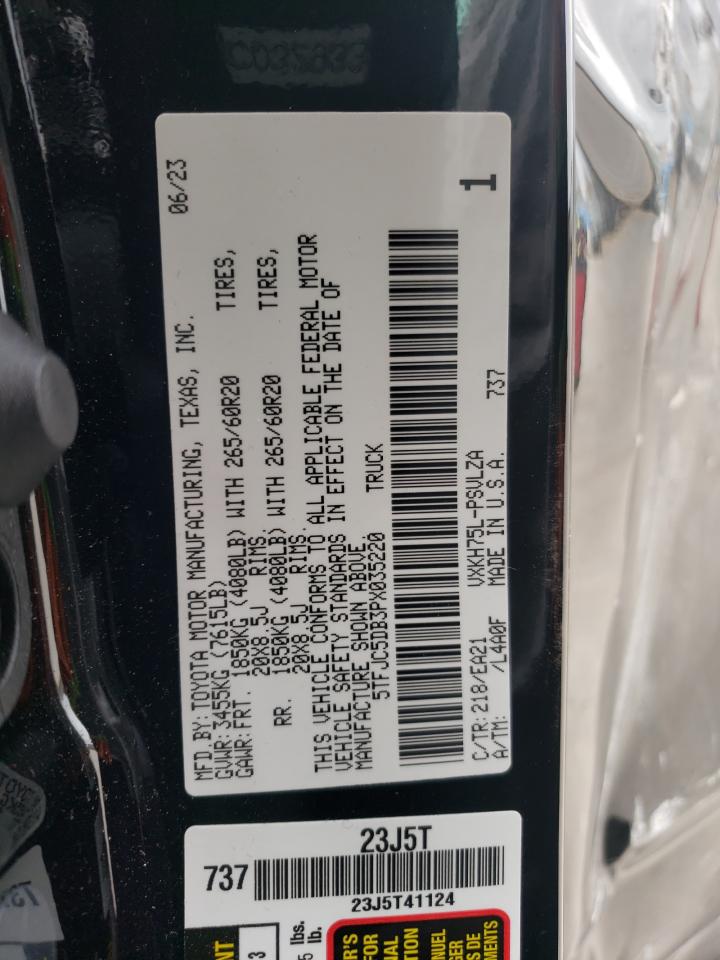 06/23
MFD BY: TOYOTA MOTOR MANUFACTURING, TEXAS, INC.
GVWR: 3455KG (7615LB)
GAWR: FRT. 1850KG (4080LB) WITH 265/60R20 TIRES,
20X8.5J RIMS.
RR. 1850KG (4080LB) WITH 265/60R20 TIRES,
20X8.5J RIMS.
THIS VEHICLE CONFORMS TO ALL APPLICABLE FEDERAL MOTOR
VEHICLE SAFETY STANDARDS IN EFFECT ON THE DATE OF
MANUFACTURE SHOWN ABOVE.
5TFJC5DB3PX035220 TRUCK
1
C/TR: 218/EA21 VXKH75L-PSVLZA
A/TM: /L4A0F MADE IN U.S.A. 737
23J5T
737
23J5T41124
3
lbs.
lb.